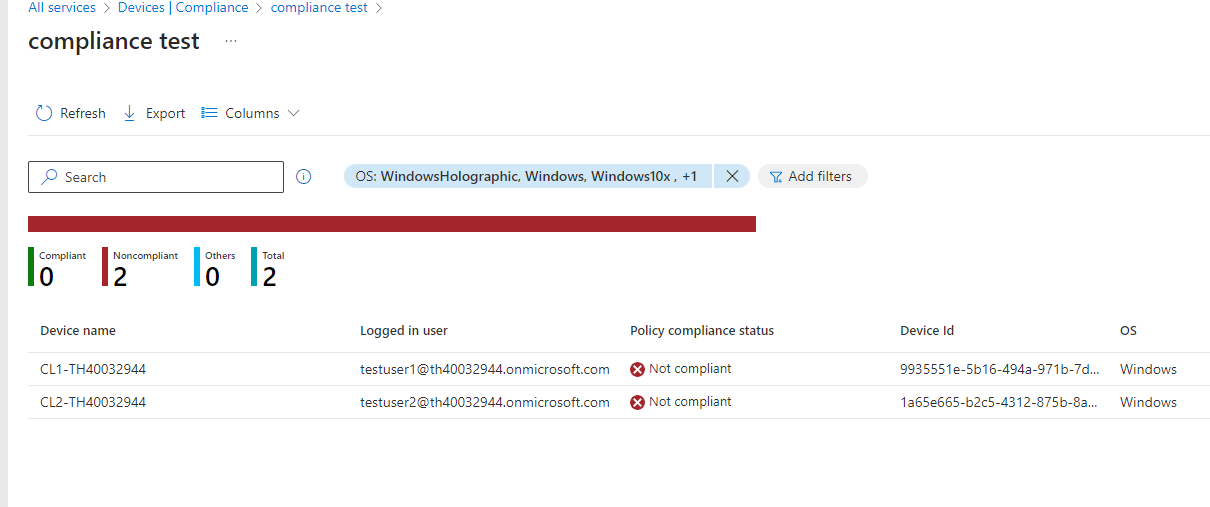 All services > Devices | Compliance > compliance test >
compliance test ...
Refresh Export Columns
Search OS: WindowsHolographic, Windows, Windows10x , +1 Add filters
Compliant Noncompliant Others Total
0 2 0 2
Device name Logged in user Policy compliance status Device Id OS
CL1-TH40032944 testuser1@th40032944.onmicrosoft.com Not compliant 9935551e-5b16-494a-971b-7d... Windows
CL2-TH40032944 testuser2@th40032944.onmicrosoft.com Not compliant 1a65e665-b2c5-4312-875b-8a... Windows